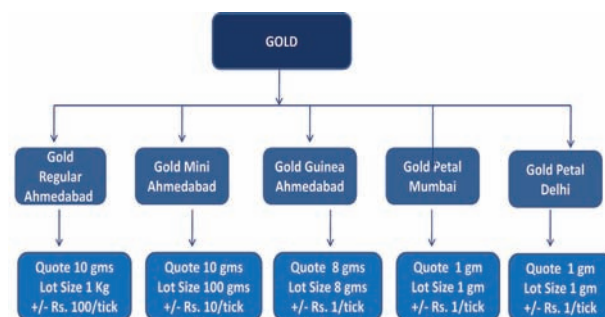 GOLD
Gold
Regular
Ahmedabad
Gold Mini
Ahmedabad
Gold Guinea
Ahmedabad
Gold Petal
Mumbai
Gold Petal
Delhi
Quote 10 gms
Lot Size 1 Kg
+/- Rs. 100/tick
Quote 10 gms
Lot Size 100 gms
+/- Rs. 10/tick
Quote 8 gms
Lot Size 8 gms
+/- Rs. 1/tick
Quote 1 gm
Lot Size 1 gm
+/- Rs. 1/tick
Quote 1 gm
Lot Size 1 gm
+/- Rs. 1/tick